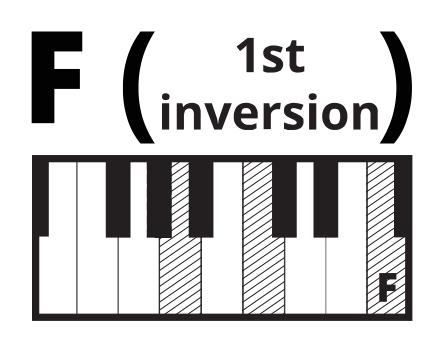 F ( 1st
inversion)
F